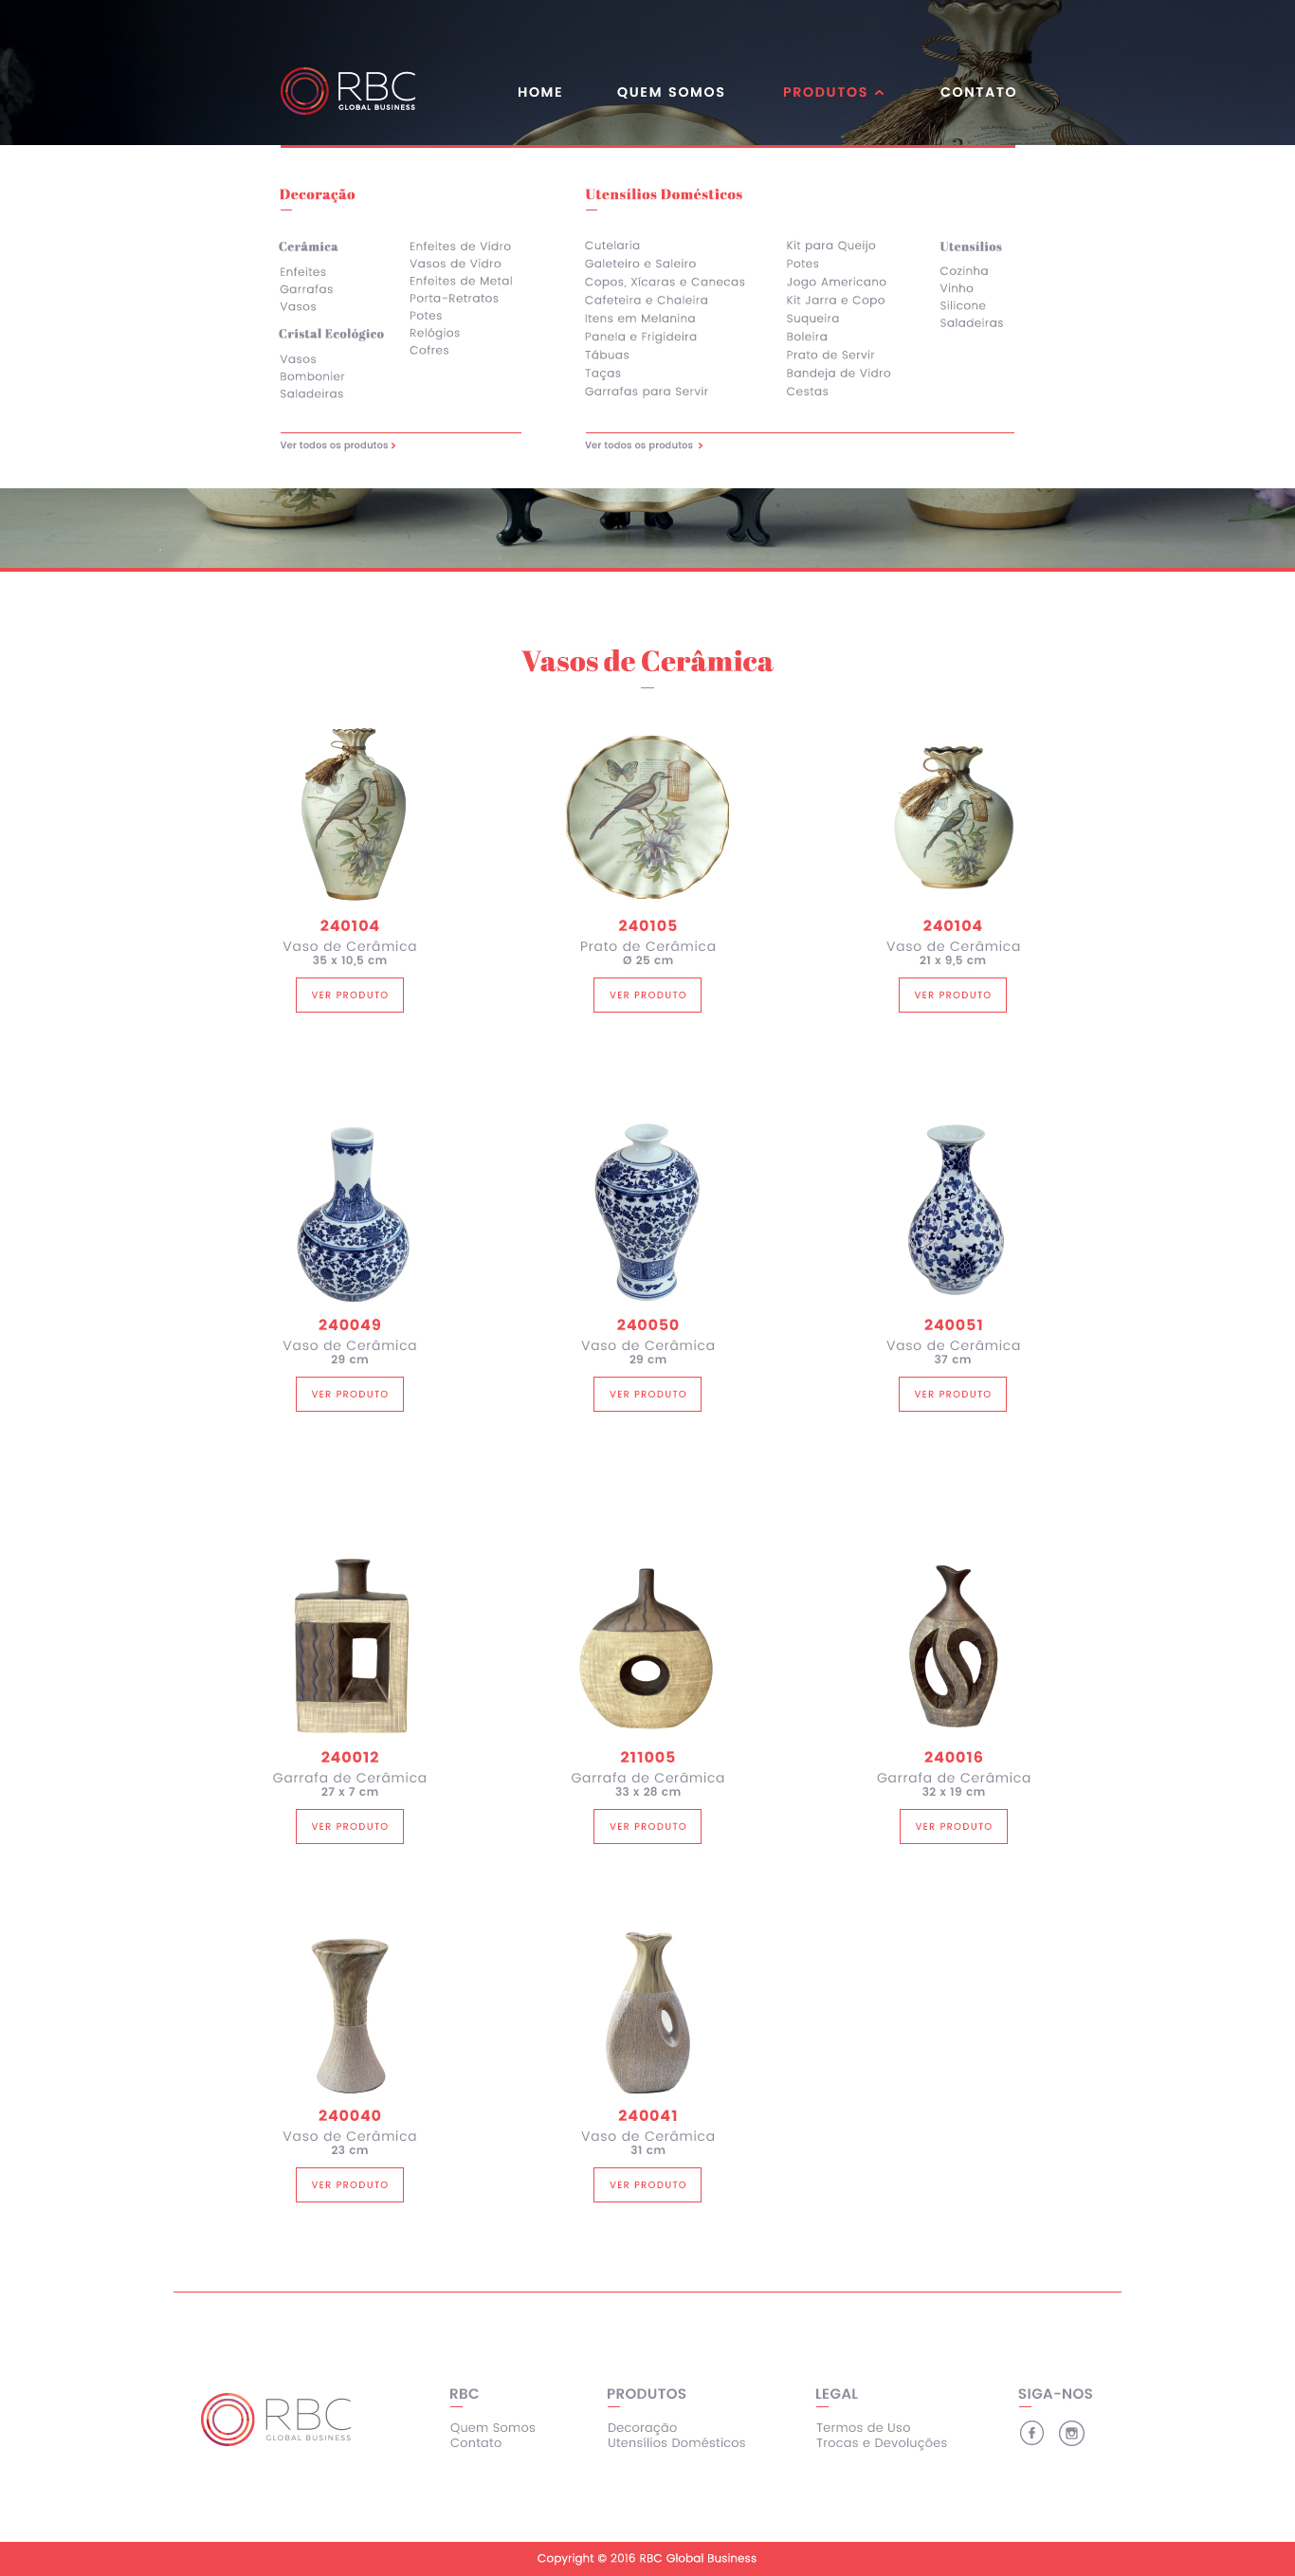 RBC
GLOBAL BUSINESS
HOME
QUEM SOMOS
PRODUTOS
CONTATO
Decoração
Cerâmica
Enfeites
Garrafas
Vasos
Cristal Ecológico
Vasos
Bombonier
Saladeiras
Enfeites de Vidro
Vasos de Vidro
Enfeites de Metal
Porta-Retratos
Potes
Relógios
Cofres
Ver todos os produtos >
Utensílios Domésticos
Cutelaria
Galeteiro e Saleiro
Copos, Xícaras e Canecas
Cafeteira e Chaleira
Itens em Melanina
Panela e Frigideira
Tábuas
Taças
Garrafas para Servir
Kit para Queijo
Potes
Jogo Americano
Kit Jarra e Copo
Suqueira
Boleira
Prato de Servir
Bandeja de Vidro
Cestas
Utensílios
Cozinha
Vinho
Silicone
Saladeiras
Ver todos os produtos >
Vasos de Cerâmica
240104
Vaso de Cerâmica
35 x 10,5 cm
VER PRODUTO
240105
Prato de Cerâmica
Ø 25 cm
VER PRODUTO
240104
Vaso de Cerâmica
21 x 9,5 cm
VER PRODUTO
240049
Vaso de Cerâmica
29 cm
VER PRODUTO
240050
Vaso de Cerâmica
29 cm
VER PRODUTO
240051
Vaso de Cerâmica
37 cm
VER PRODUTO
240012
Garrafa de Cerâmica
27 x 7 cm
VER PRODUTO
211005
Garrafa de Cerâmica
33 x 28 cm
VER PRODUTO
240016
Garrafa de Cerâmica
32 x 19 cm
VER PRODUTO
240040
Vaso de Cerâmica
23 cm
VER PRODUTO
240041
Vaso de Cerâmica
31 cm
VER PRODUTO
RBC
GLOBAL BUSINESS
RBC
Quem Somos
Contato
PRODUTOS
Decoração
Utensílios Domésticos
LEGAL
Termos de Uso
Trocas e Devoluções
SIGA-NOS
Copyright © 2016 RBC Global Business